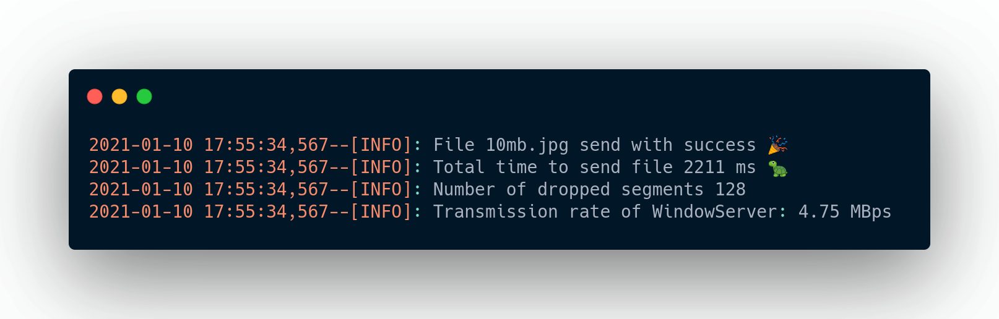 2021-01-10 17:55:34,567--[INFO]: File 10mb.jpg send with success 🎉
2021-01-10 17:55:34,567--[INFO]: Total time to send file 2211 ms 🐢
2021-01-10 17:55:34,567--[INFO]: Number of dropped segments 128
2021-01-10 17:55:34,567--[INFO]: Transmission rate of WindowServer: 4.75 MBps